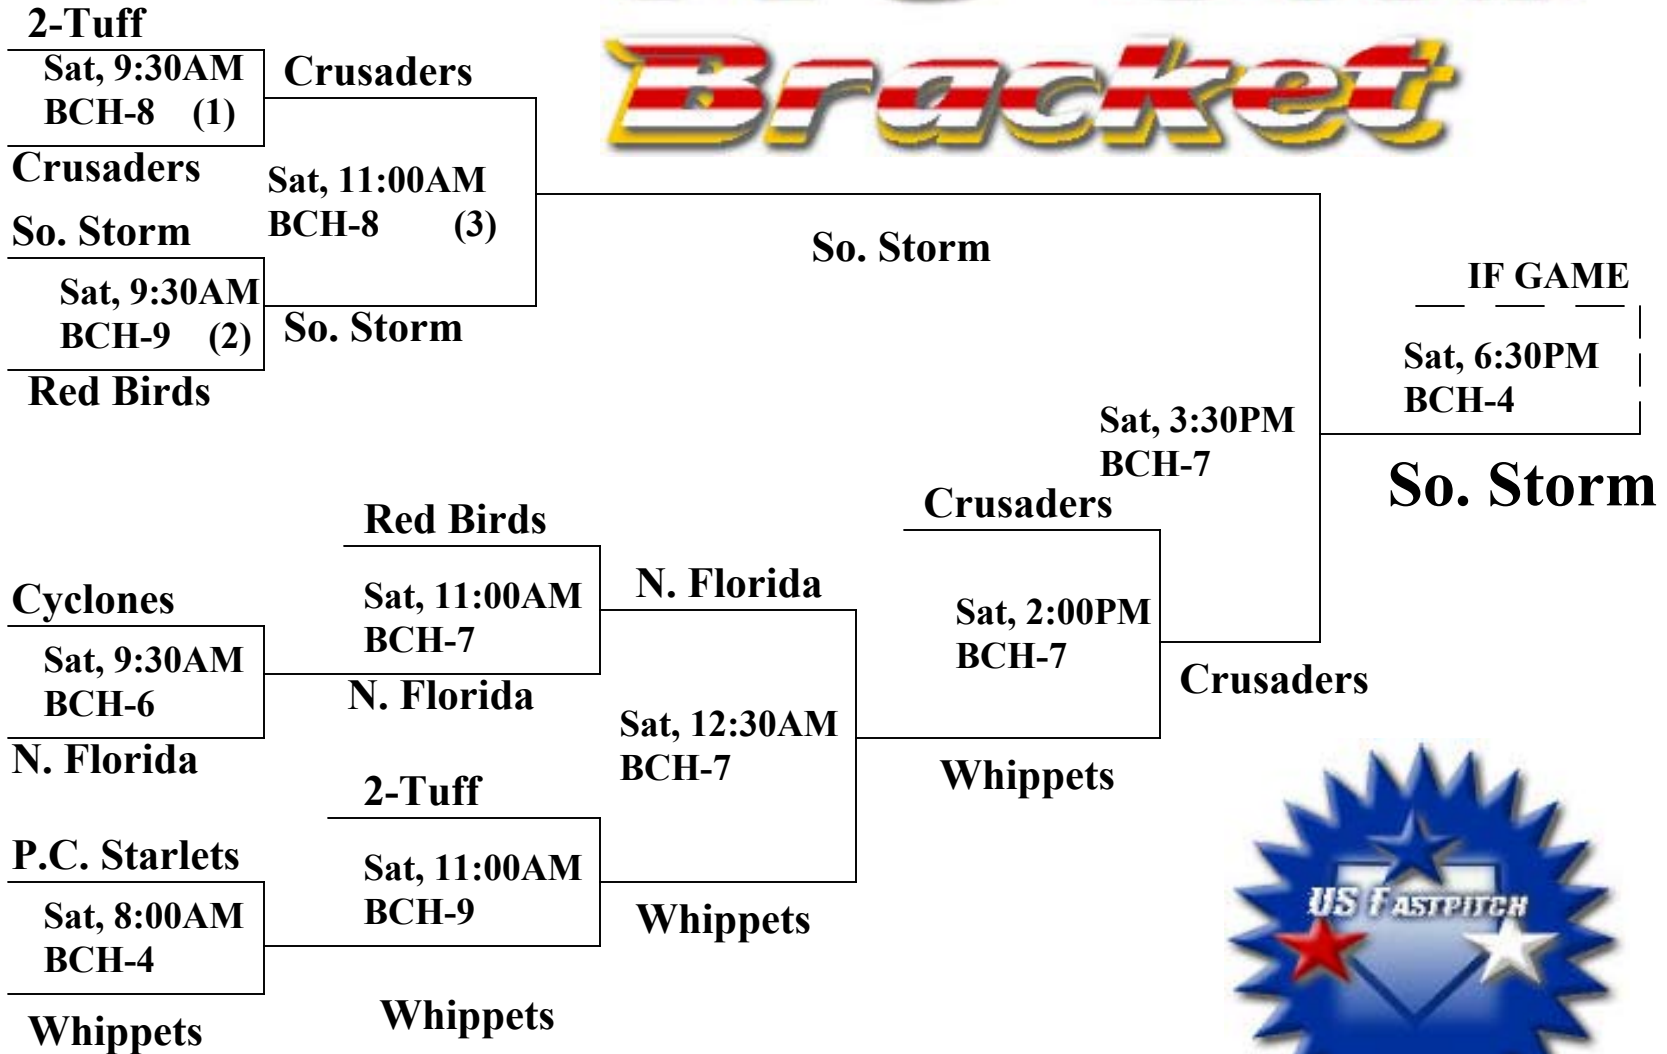 Bracket
2-Tuff
Sat, 9:30AM
BCH-8 (1)
Crusaders
Crusaders
Sat, 11:00AM
BCH-8 (3)
So. Storm
Sat, 9:30AM
BCH-9 (2)
Red Birds
So. Storm
So. Storm
IF GAME
Sat, 6:30PM
BCH-4
So. Storm
Sat, 3:30PM
BCH-7
Crusaders
Sat, 2:00PM
BCH-7
Crusaders
Red Birds
Sat, 11:00AM
BCH-7
N. Florida
N. Florida
Cyclones
Sat, 9:30AM
BCH-6
N. Florida
Sat, 12:30AM
BCH-7
Whippets
2-Tuff
Sat, 11:00AM
BCH-9
Whippets
P.C. Starlets
Sat, 8:00AM
BCH-4
Whippets
Whippets
US FASTPITCH